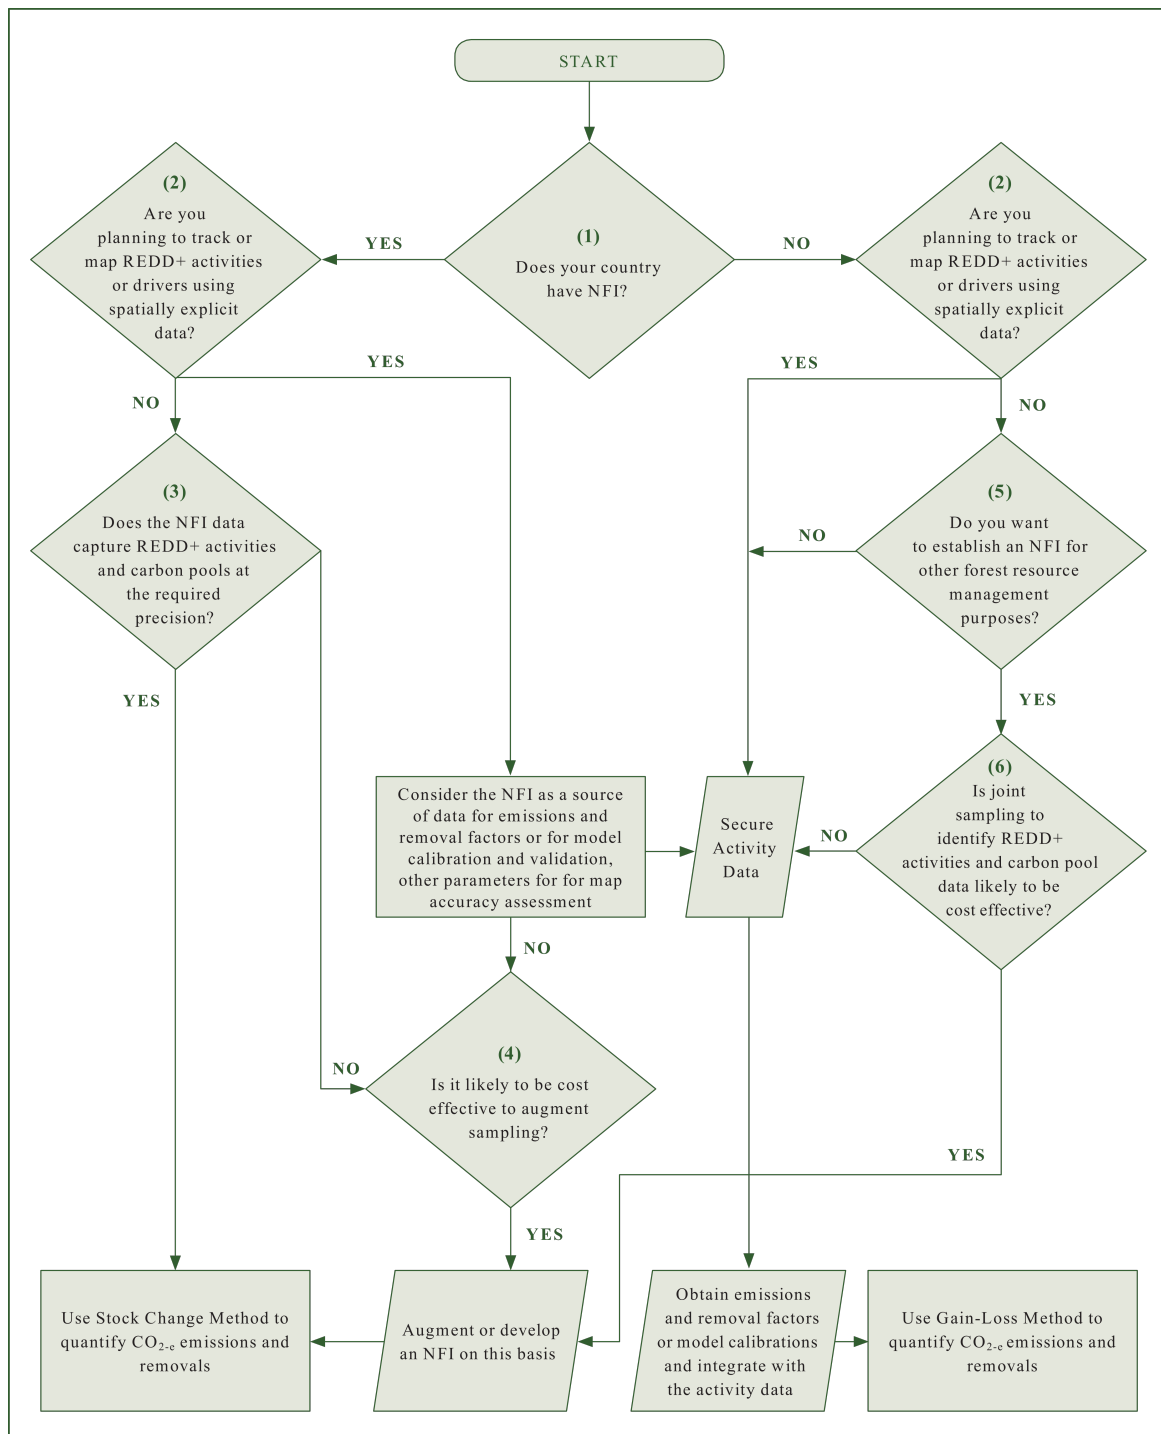 START
(2)
Are you
planning to track or
map REDD+ activities
or drivers using
spatially explicit
data?
YES
(1)
Does your country
have NFI?
NO
(2)
Are you
planning to track or
map REDD+ activities
or drivers using
spatially explicit
data?
YES
NO
YES
NO
(3)
Does the NFI data
capture REDD+ activities
and carbon pools at
the required
precision?
NO
(5)
Do you want
to establish an NFI for
other forest resource
management
purposes?
YES
YES
Consider the NFI as a source
of data for emissions and
removal factors or for model
calibration and validation,
other parameters for for map
accuracy assessment
Secure
Activity
Data
NO
(6)
Is joint
sampling to
identify REDD+
activities and carbon pool
data likely to be
cost effective?
NO
NO
(4)
Is it likely to be cost
effective to augment
sampling?
YES
YES
Use Stock Change Method to
quantify CO2-e emissions and
removals
Augment or develop
an NFI on this basis
Obtain emissions
and removal factors
or model calibrations
and integrate with
the activity data
Use Gain-Loss Method to
quantify CO2-e emissions and
removals